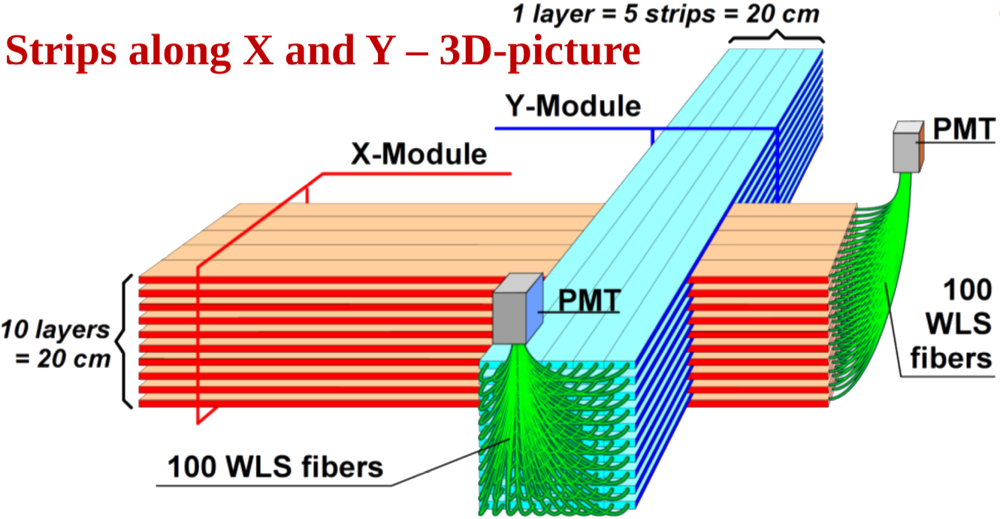 1 layer = 5 strips = 20 cm
Strips along X and Y – 3D-picture
Y-Module
PMT
X-Module
PMT
100
WLS
fibers
10 layers
= 20 cm
100 WLS fibers